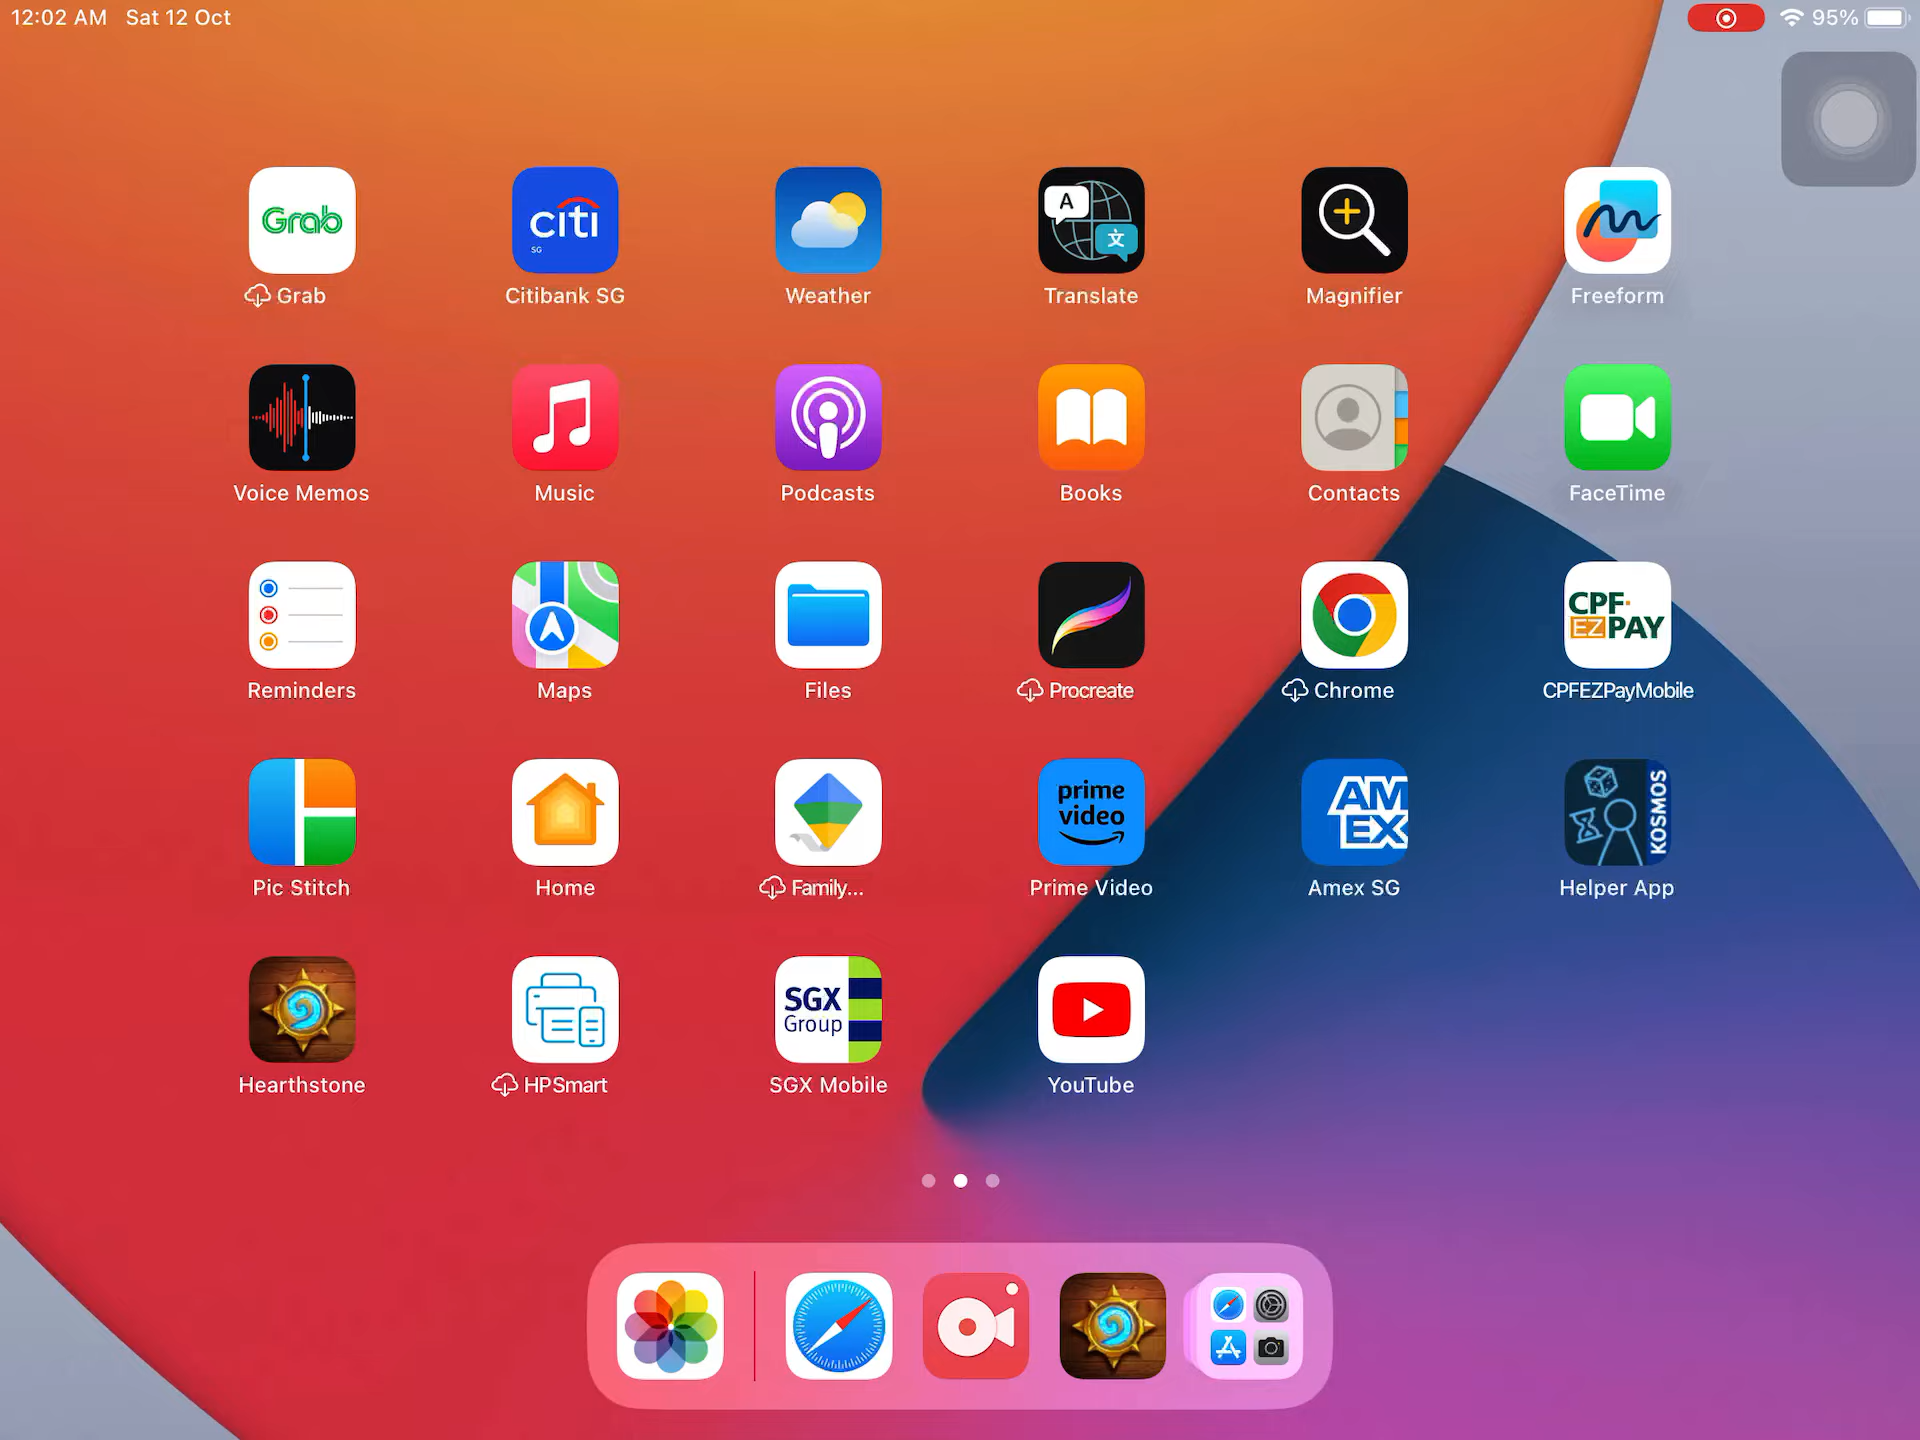 12:02 AM Sat 12 Oct
95%
Grab
citi
SG
A
文
Grab
Citibank SG
Weather
Translate
Magnifier
Freeform
Voice Memos
Music
Podcasts
Books
Contacts
FaceTime
CPF
EZPAY
Reminders
Maps
Files
Procreate
Chrome
CPFEZPayMobile
prime
video
AM
EX
KOSMOS
Pic Stitch
Home
Family...
Prime Video
Amex SG
Helper App
SGX
Group
Hearthstone
HPSmart
SGX Mobile
YouTube